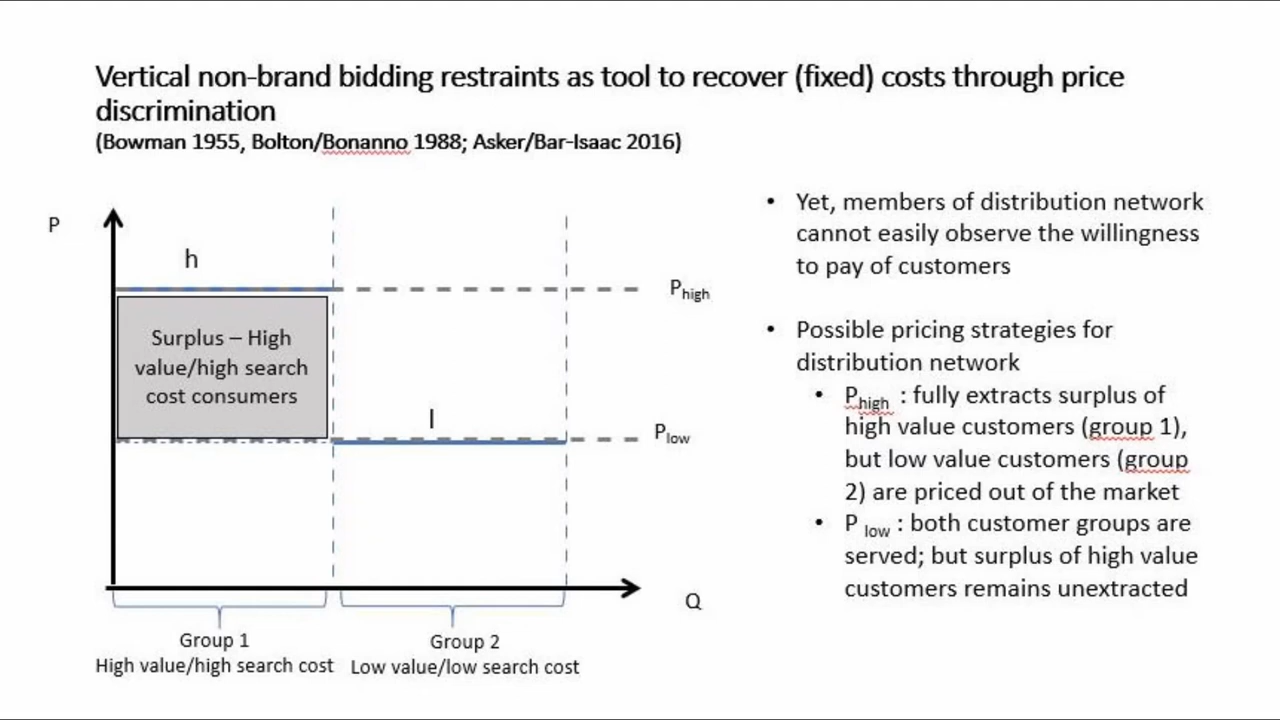 Vertical non-brand bidding restraints as tool to recover (fixed) costs through price
discrimination
(Bowman 1955, Bolton/Bonanno 1988; Asker/Bar-Isaac 2016)
P
h
Phigh
Surplus – High
value/high search
cost consumers
l
Plow
Q
Group 1
High value/high search cost
Group 2
Low value/low search cost
• Yet, members of distribution network
cannot easily observe the willingness
to pay of customers
• Possible pricing strategies for
distribution network
• Phigh : fully extracts surplus of
high value customers (group 1),
but low value customers (group
2) are priced out of the market
• P low : both customer groups are
served; but surplus of high value
customers remains unextracted